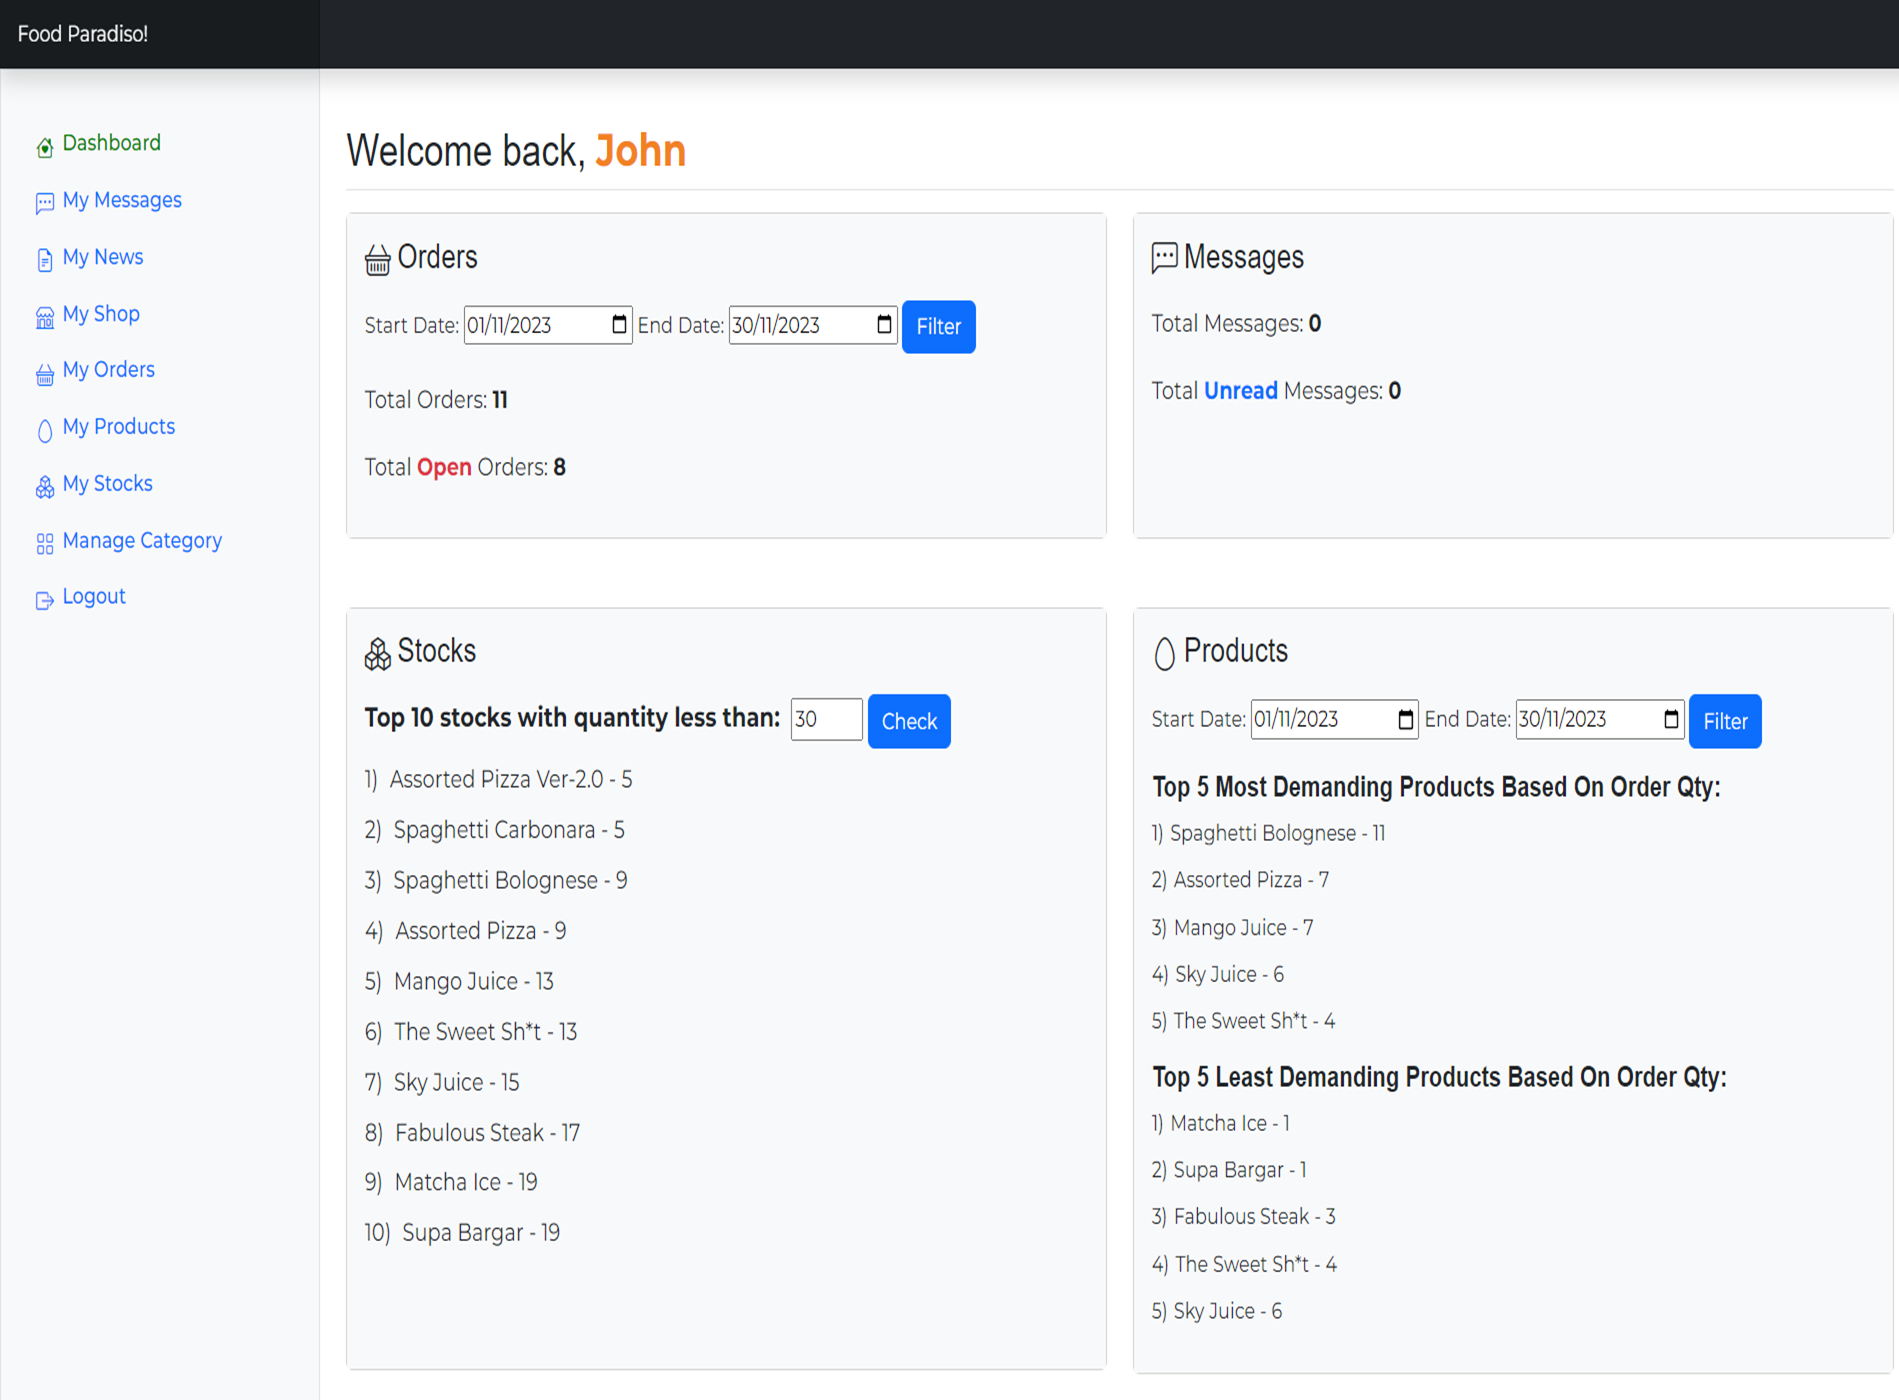 Food Paradiso!
Dashboard
My Messages
My News
My Shop
My Orders
My Products
My Stocks
Manage Category
Logout
Welcome back, John
Orders
Start Date: 01/11/2023 End Date: 30/11/2023 Filter
Total Orders: 11
Total Open Orders: 8
Messages
Total Messages: 0
Total Unread Messages: 0
Stocks
Top 10 stocks with quantity less than: 30 Check
1) Assorted Pizza Ver-2.0 - 5
2) Spaghetti Carbonara - 5
3) Spaghetti Bolognese - 9
4) Assorted Pizza - 9
5) Mango Juice - 13
6) The Sweet Sh*t - 13
7) Sky Juice - 15
8) Fabulous Steak - 17
9) Matcha Ice - 19
10) Supa Bargar - 19
Products
Start Date: 01/11/2023 End Date: 30/11/2023 Filter
Top 5 Most Demanding Products Based On Order Qty:
1) Spaghetti Bolognese - 11
2) Assorted Pizza - 7
3) Mango Juice - 7
4) Sky Juice - 6
5) The Sweet Sh*t - 4
Top 5 Least Demanding Products Based On Order Qty:
1) Matcha Ice - 1
2) Supa Bargar - 1
3) Fabulous Steak - 3
4) The Sweet Sh*t - 4
5) Sky Juice - 6